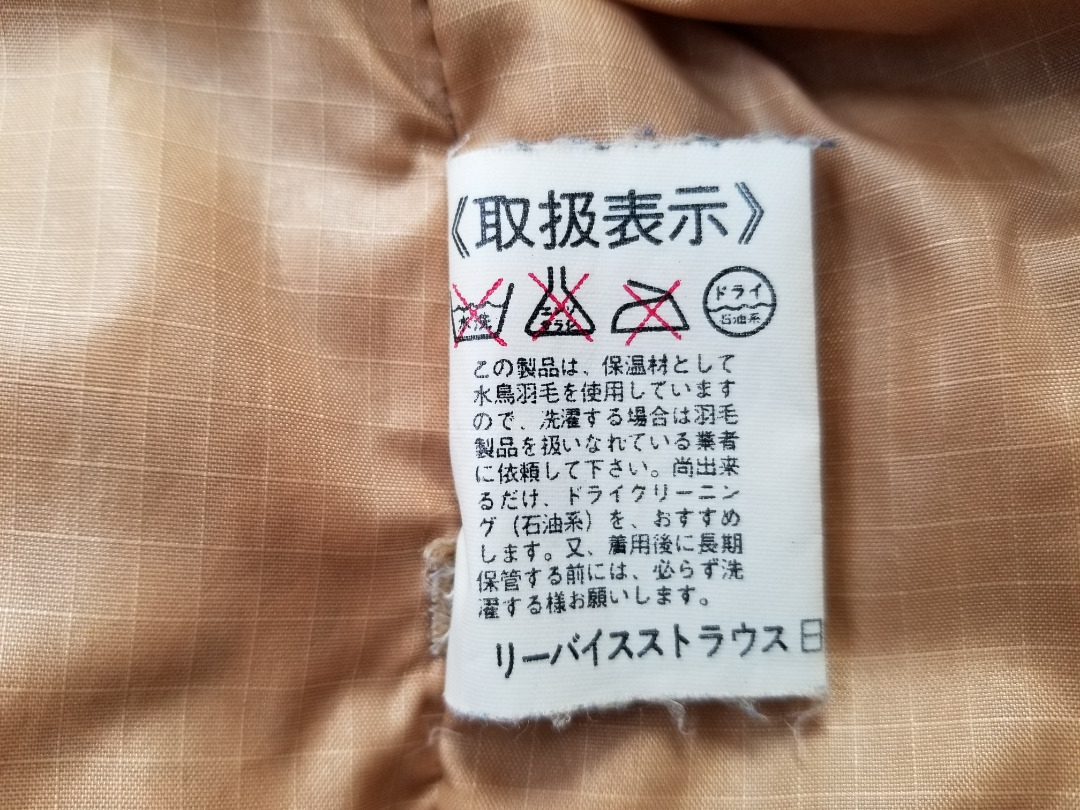 《取扱表示》
水洗
エンソ
サラシ
ドライ
石油系
この製品は、保温材として
水鳥羽毛を使用しています
ので、洗濯する場合は羽毛
製品を扱いなれている業者
に依頼して下さい。尚出来
るだけ、ドライクリーニン
グ（石油系）を、おすすめ
します。又、着用後に長期
保管する前には、必らず洗
濯する様お願いします。
リーバイスストラウス日